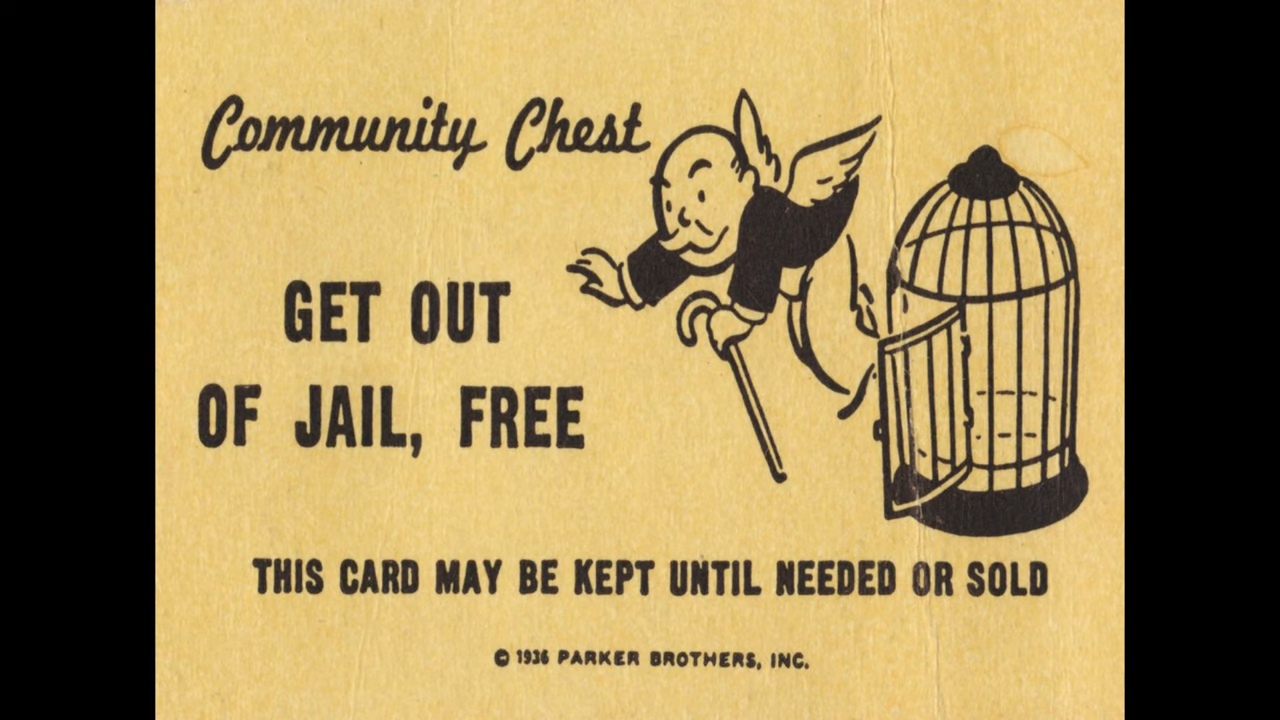 Community Chest
GET OUT
OF JAIL, FREE
THIS CARD MAY BE KEPT UNTIL NEEDED OR SOLD
© 1936 PARKER BROTHERS, INC.